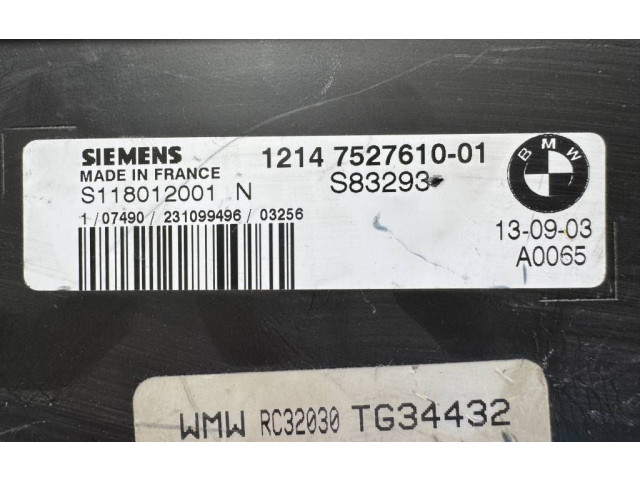 SIEMENS 1214 7527610-01
MADE IN FRANCE
S118012001 N S83293
1/07490/231099496/03256
BMW
13-09-03
A0065
WMW RC32030 TG34432